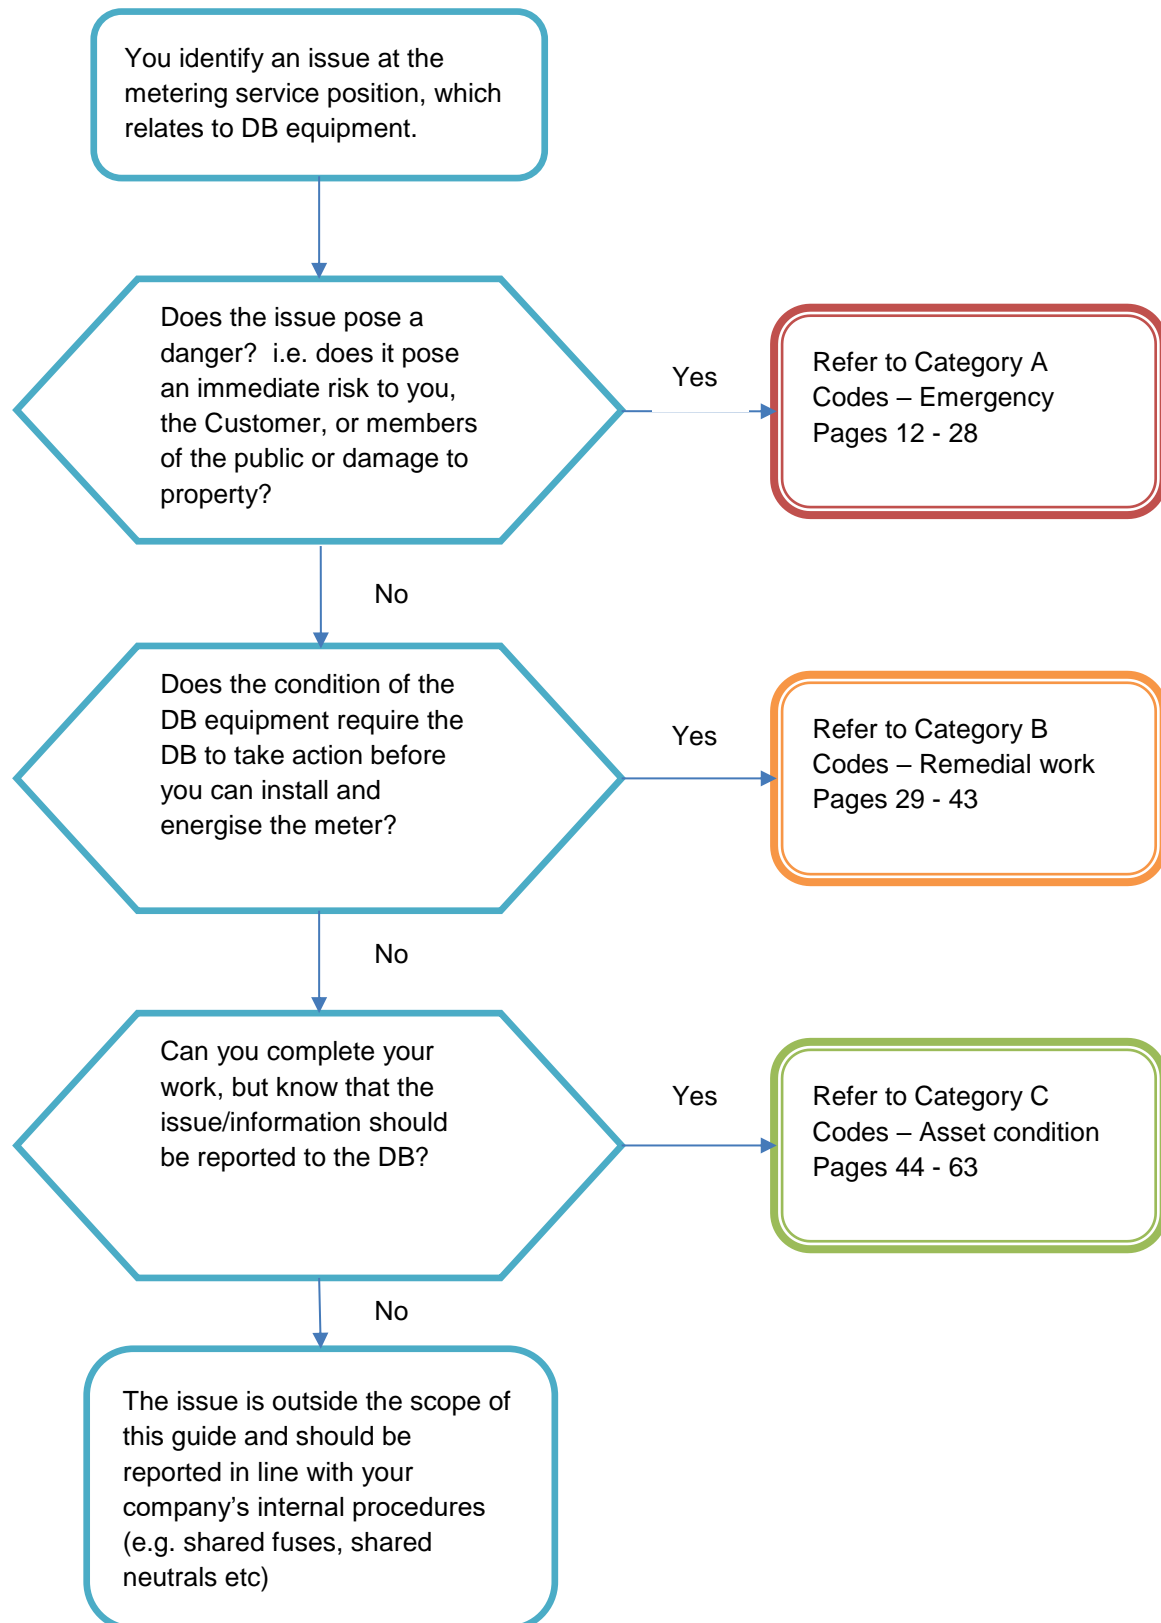 You identify an issue at the
metering service position, which
relates to DB equipment.
Does the issue pose a
danger?  i.e. does it pose
an immediate risk to you,
the Customer, or members
of the public or damage to
property?
Yes
Refer to Category A
Codes – Emergency
Pages 12 - 28
No
Does the condition of the
DB equipment require the
DB to take action before
you can install and
energise the meter?
Yes
Refer to Category B
Codes – Remedial work
Pages 29 - 43
No
Can you complete your
work, but know that the
issue/information should
be reported to the DB?
Yes
Refer to Category C
Codes – Asset condition
Pages 44 - 63
No
The issue is outside the scope of
this guide and should be
reported in line with your
company’s internal procedures
(e.g. shared fuses, shared
neutrals etc)